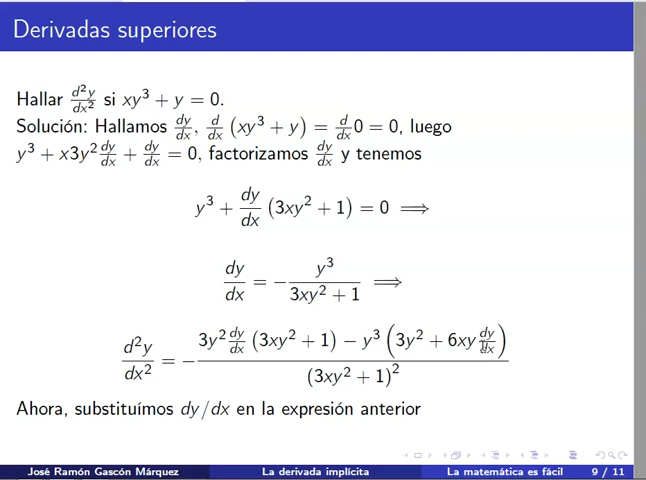 Derivadas superiores
Hallar d²y/dx² si xy³ + y = 0.
Solución: Hallamos dy/dx, d/dx (xy³ + y) = d/dx 0 = 0, luego
y³ + x3y² dy/dx + dy/dx = 0, factorizamos dy/dx y tenemos
y³ + dy/dx (3xy² + 1) = 0 ⟹
dy/dx = − y³/(3xy² + 1) ⟹
d²y/dx² = − (3y² dy/dx (3xy² + 1) − y³ (3y² + 6xy dy/dx))/(3xy² + 1)²
Ahora, substituímos dy/dx en la expresión anterior
José Ramón Gascón Márquez La derivada implícita La matemática es fácil 9 / 11